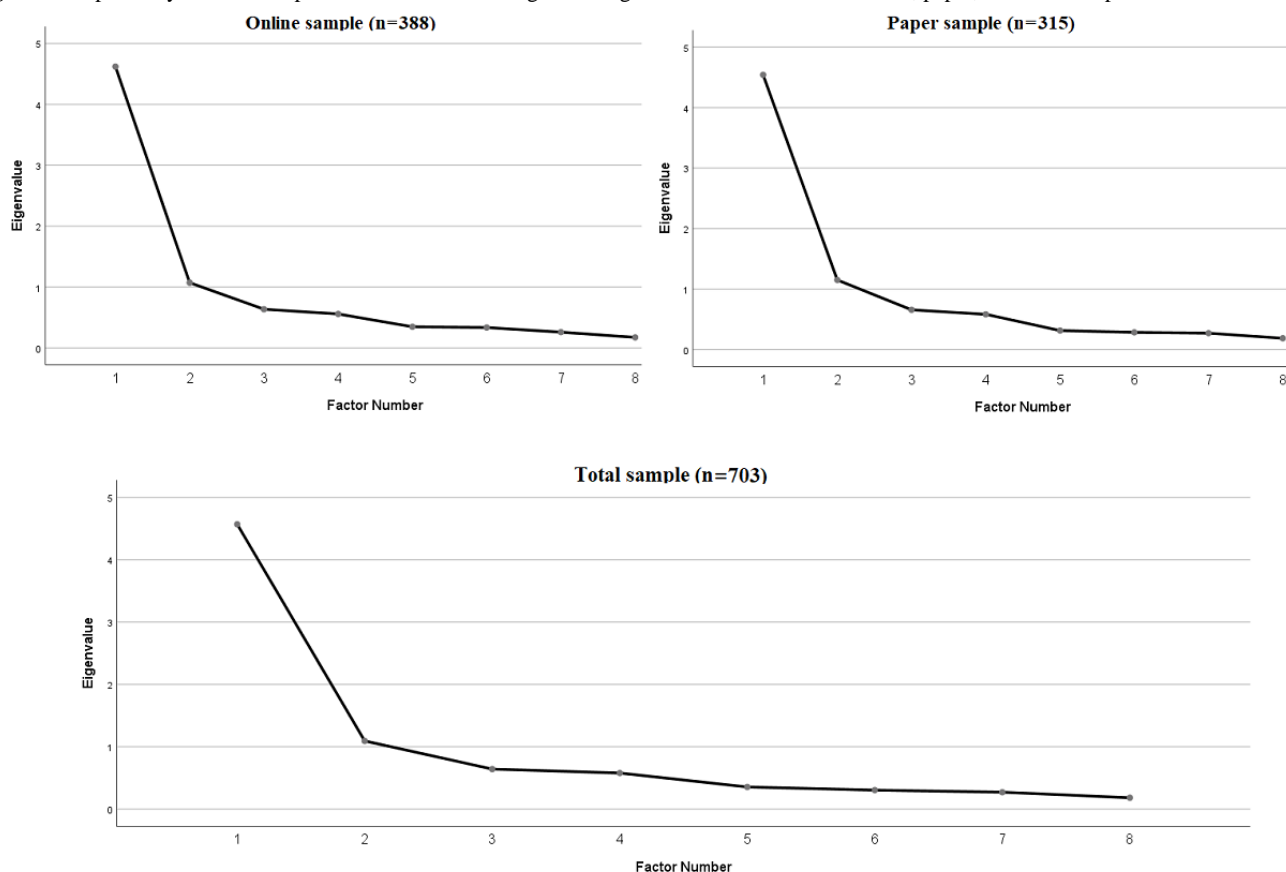 Online sample (n=388)
5
4
3
2
1
0
Eigenvalue
1 2 3 4 5 6 7 8
Factor Number
Paper sample (n=315)
5
4
3
2
1
0
Eigenvalue
1 2 3 4 5 6 7 8
Factor Number
Total sample (n=703)
5
4
3
2
1
0
Eigenvalue
1 2 3 4 5 6 7 8
Factor Number